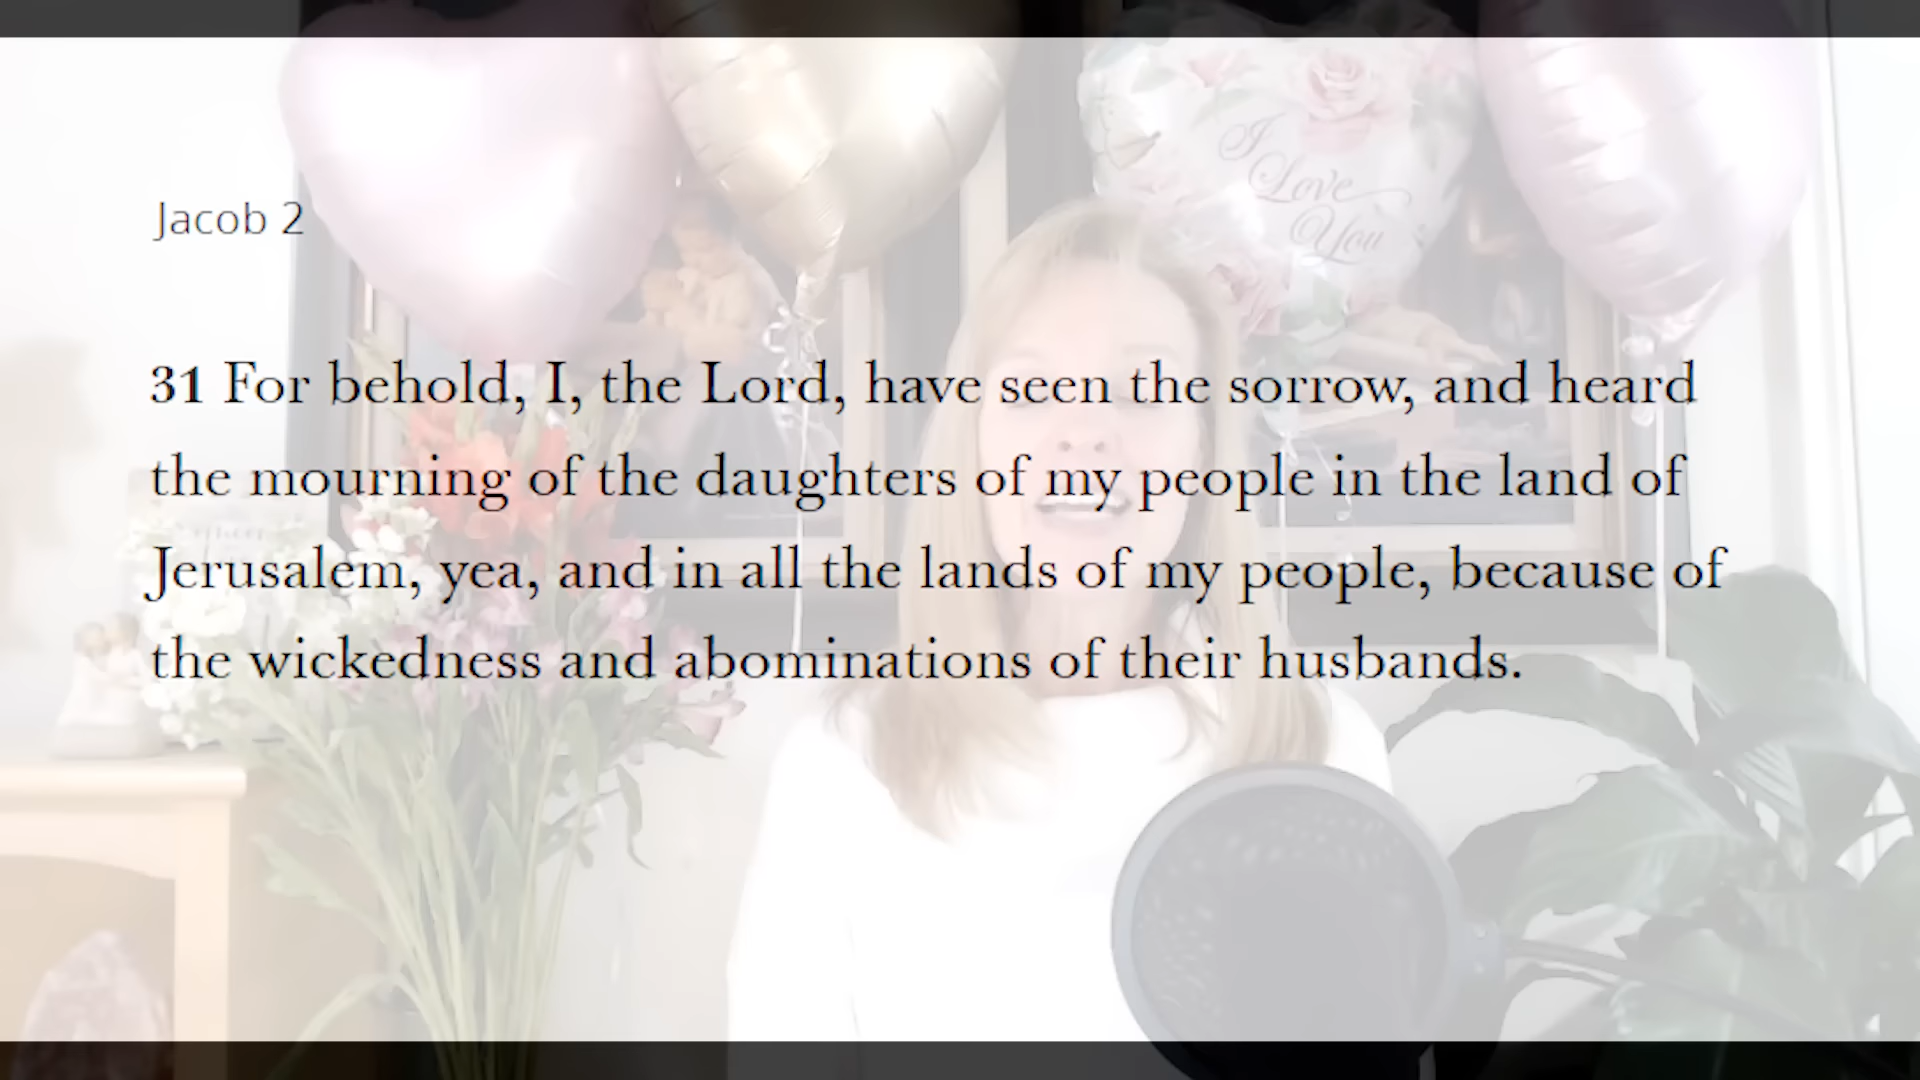 I
Love
You
Jacob 2
31 For behold, I, the Lord, have seen the sorrow, and heard
the mourning of the daughters of my people in the land of
Jerusalem, yea, and in all the lands of my people, because of
the wickedness and abominations of their husbands.